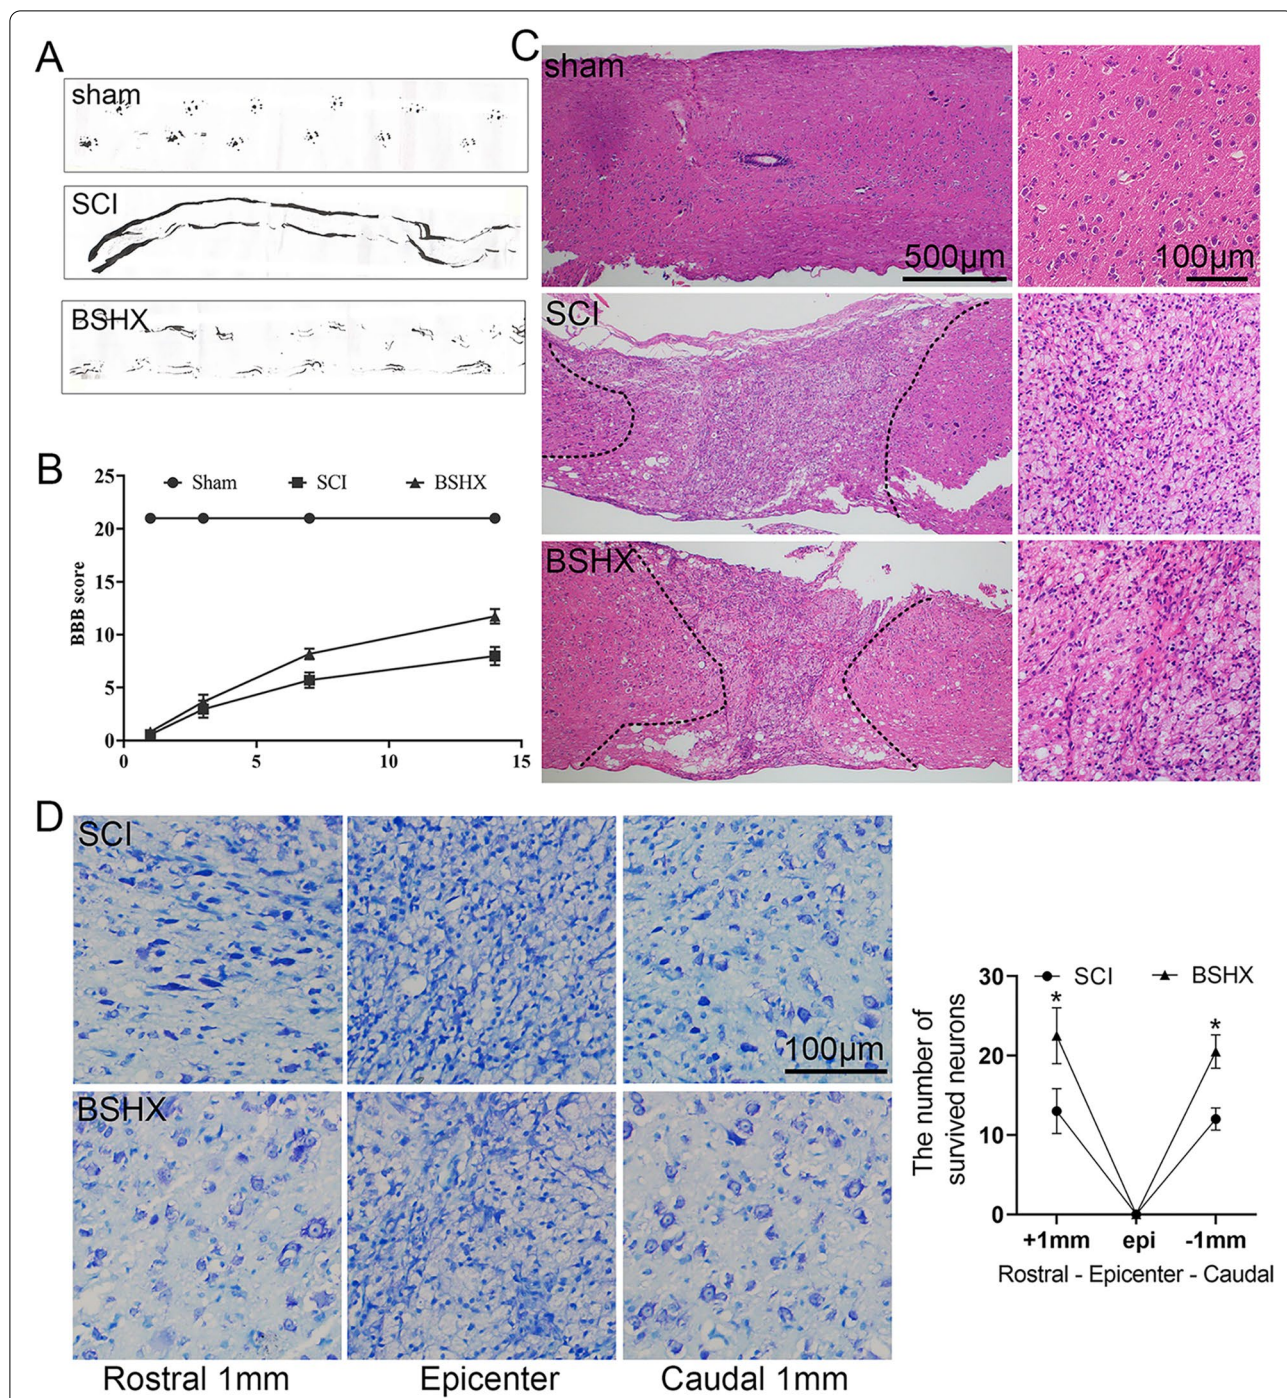 A
sham
SCI
BSHX
B
Sham
SCI
BSHX
25
20
15
10
5
0
BBB score
0
5
10
15
C
sham
500μm
100μm
SCI
BSHX
D
SCI
100μm
BSHX
Rostral 1mm
Epicenter
Caudal 1mm
SCI
BSHX
30
20
10
0
*
*
The number of
survived neurons
+1mm
epi
-1mm
Rostral - Epicenter - Caudal